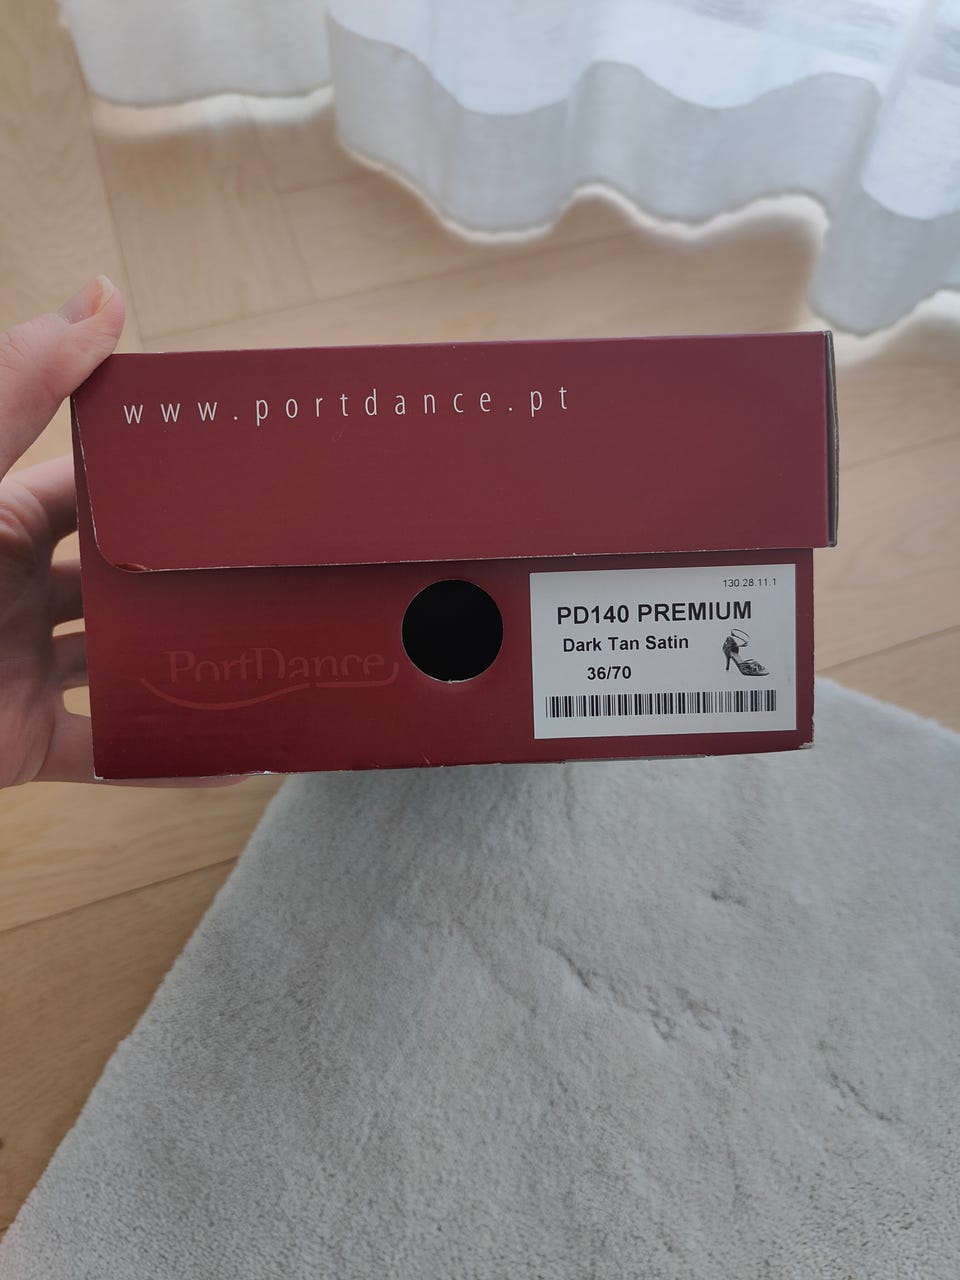 www.portdance.pt
PortDance
130.28.11.1
PD140 PREMIUM
Dark Tan Satin
36/70